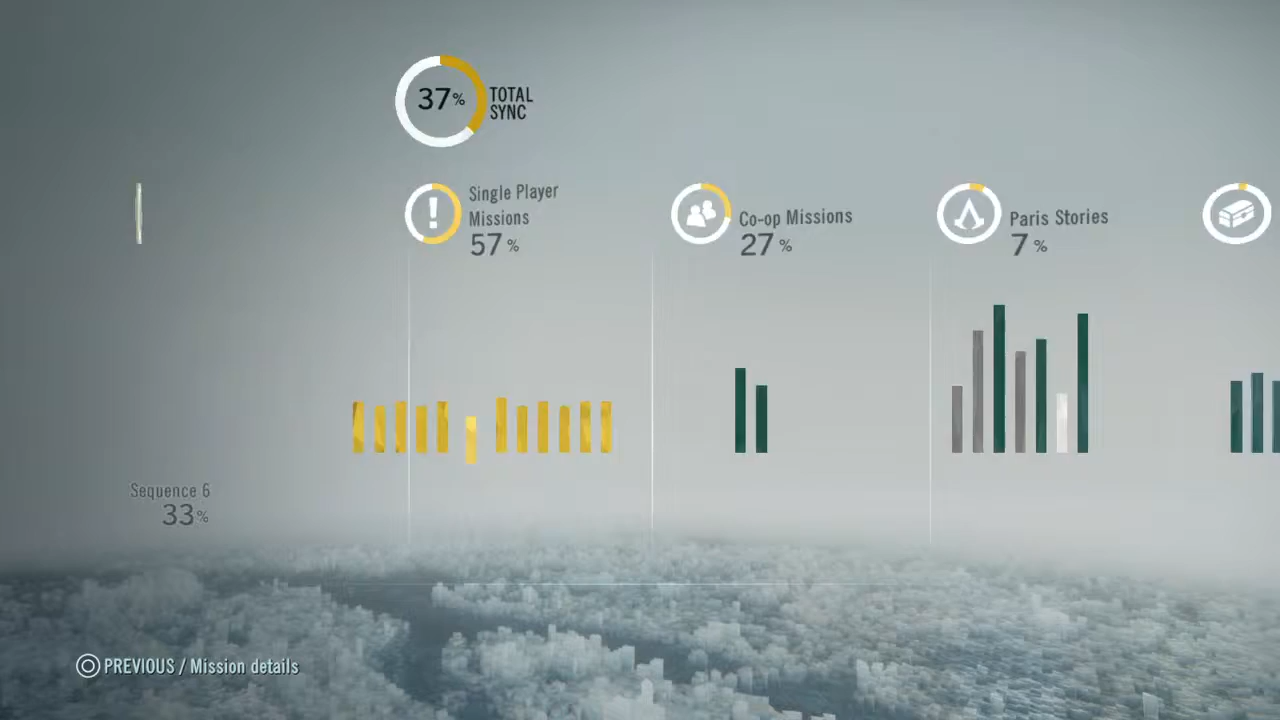 37%
TOTAL
SYNC
Single Player
Missions
57 %
Co-op Missions
27 %
Paris Stories
7 %
Sequence 6
33%
PREVIOUS / Mission details